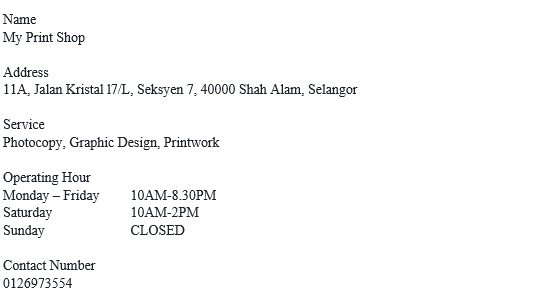 Name
My Print Shop
Address
11A, Jalan Kristal 17/L, Seksyen 7, 40000 Shah Alam, Selangor
Service
Photocopy, Graphic Design, Printwork
Operating Hour
Monday – Friday 10AM-8.30PM
Saturday 10AM-2PM
Sunday CLOSED
Contact Number
0126973554